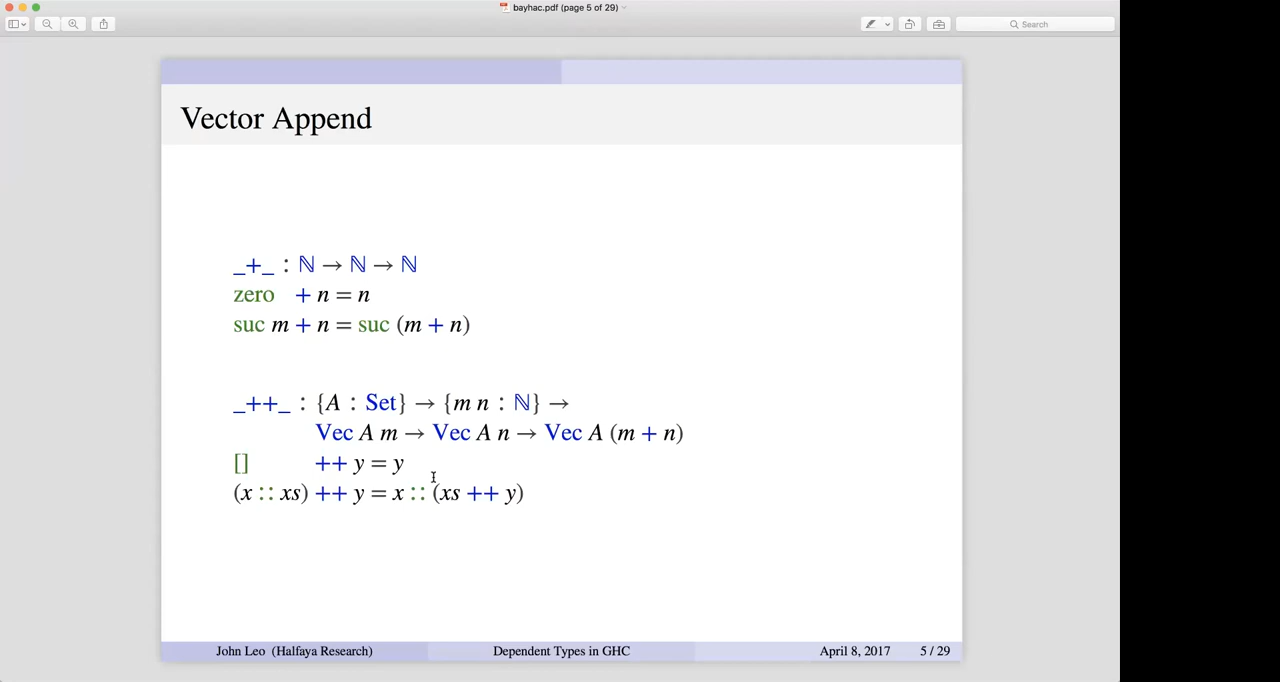 bayhac.pdf (page 5 of 29)
Search
Vector Append
_+_ : ℕ → ℕ → ℕ
zero + n = n
suc m + n = suc (m + n)
_++_ : {A : Set} → {m n : ℕ} →
Vec A m → Vec A n → Vec A (m + n)
[] ++ y = y
(x :: xs) ++ y = x :: (xs ++ y)
John Leo (Halfaya Research) Dependent Types in GHC April 8, 2017 5 / 29